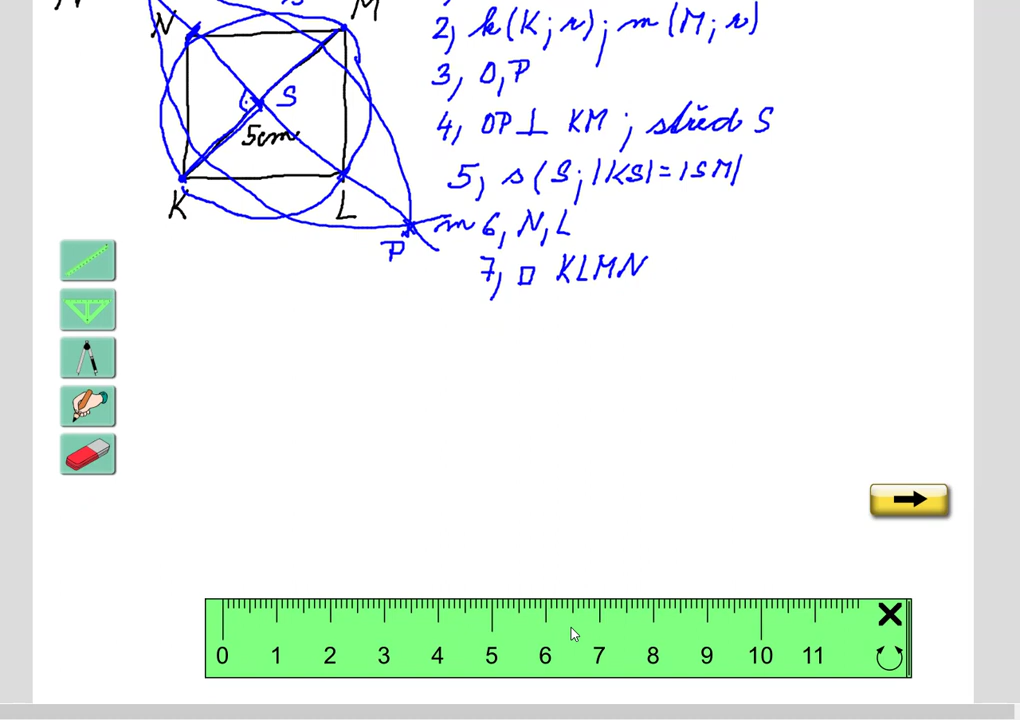 N M
2, k(K; r); m(M; r)
3, O, P
S
4, OP ⊥ KM ; střed S
5cm
5, s(S; |KS| = |SM|
K L
m 6, N, L
P
7, □ KLMN
0 1 2 3 4 5 6 7 8 9 10 11